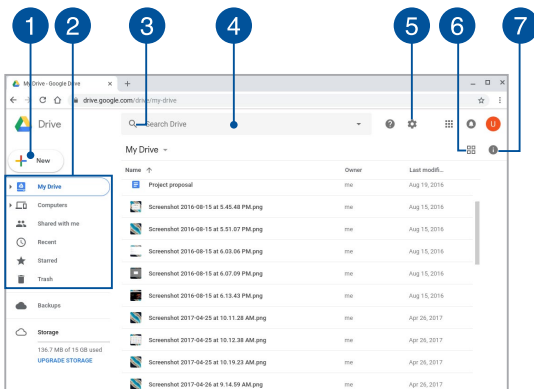 1 2 3 4 5 6 7
My Drive - Google Drive
drive.google.com/drive/my-drive
Drive
Search Drive
U
New
My Drive
Name Owner Last modifi...
My Drive
Project proposal me Aug 19, 2016
Computers
Screenshot 2016-08-15 at 5.45.48 PM.png me Aug 15, 2016
Shared with me
Screenshot 2016-08-15 at 5.51.07 PM.png me Aug 15, 2016
Recent
Screenshot 2016-08-15 at 6.03.06 PM.png me Aug 15, 2016
Starred
Screenshot 2016-08-15 at 6.07.09 PM.png me Aug 15, 2016
Trash
Screenshot 2016-08-15 at 6.13.43 PM.png me Aug 15, 2016
Backups
Screenshot 2017-04-25 at 10.11.28 AM.png me Apr 26, 2017
Storage
Screenshot 2017-04-25 at 10.12.38 AM.png me Apr 26, 2017
136.7 MB of 15 GB used
UPGRADE STORAGE
Screenshot 2017-04-25 at 10.19.23 AM.png me Apr 26, 2017
Screenshot 2017-04-26 at 9.14.59 AM.png me Apr 26, 2017